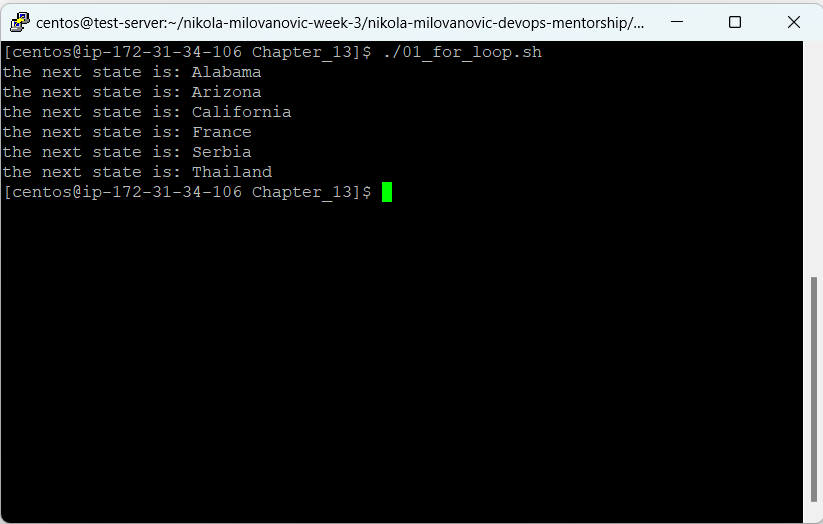 centos@test-server:~/nikola-milovanovic-week-3/nikola-milovanovic-devops-mentorship/...
[centos@ip-172-31-34-106 Chapter_13]$ ./01_for_loop.sh
the next state is: Alabama
the next state is: Arizona
the next state is: California
the next state is: France
the next state is: Serbia
the next state is: Thailand
[centos@ip-172-31-34-106 Chapter_13]$